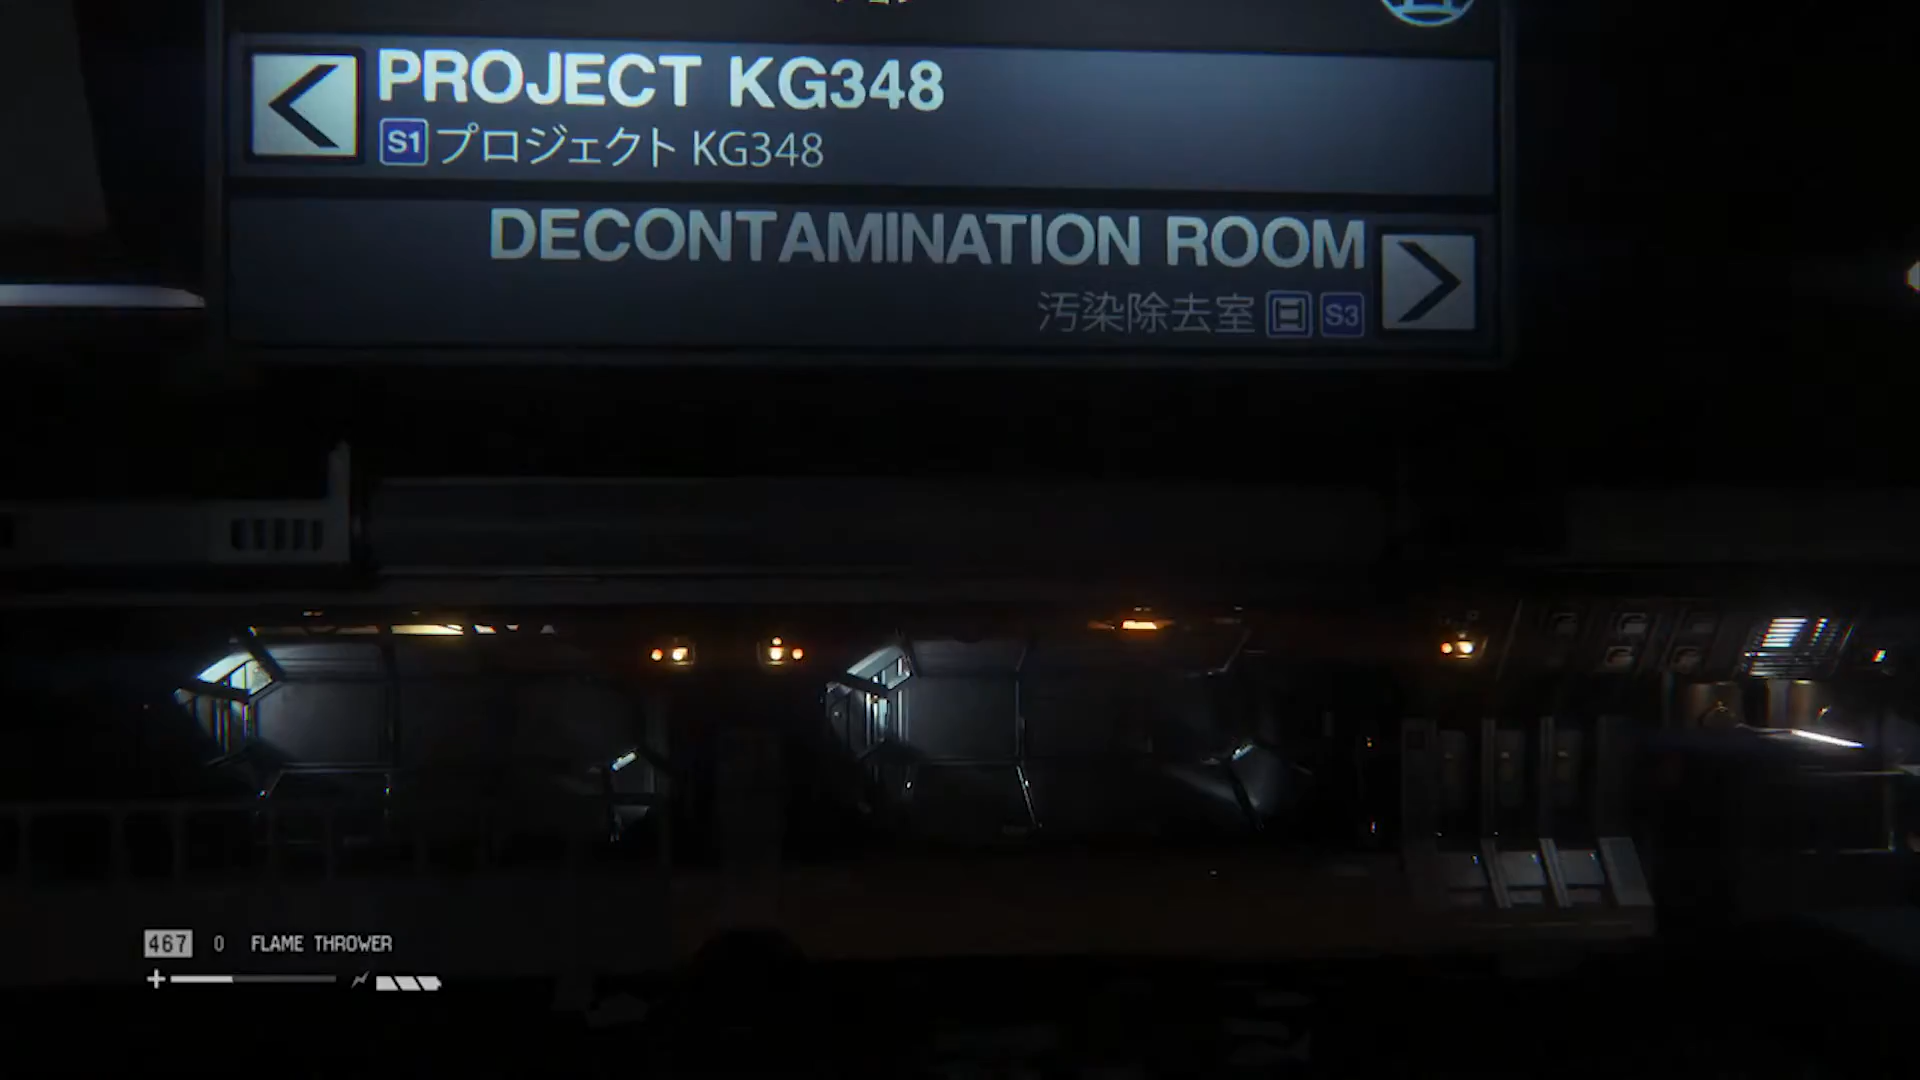 PROJECT KG348
S1 プロジェクト KG348
DECONTAMINATION ROOM
汚染除去室 S3
467 0 FLAME THROWER